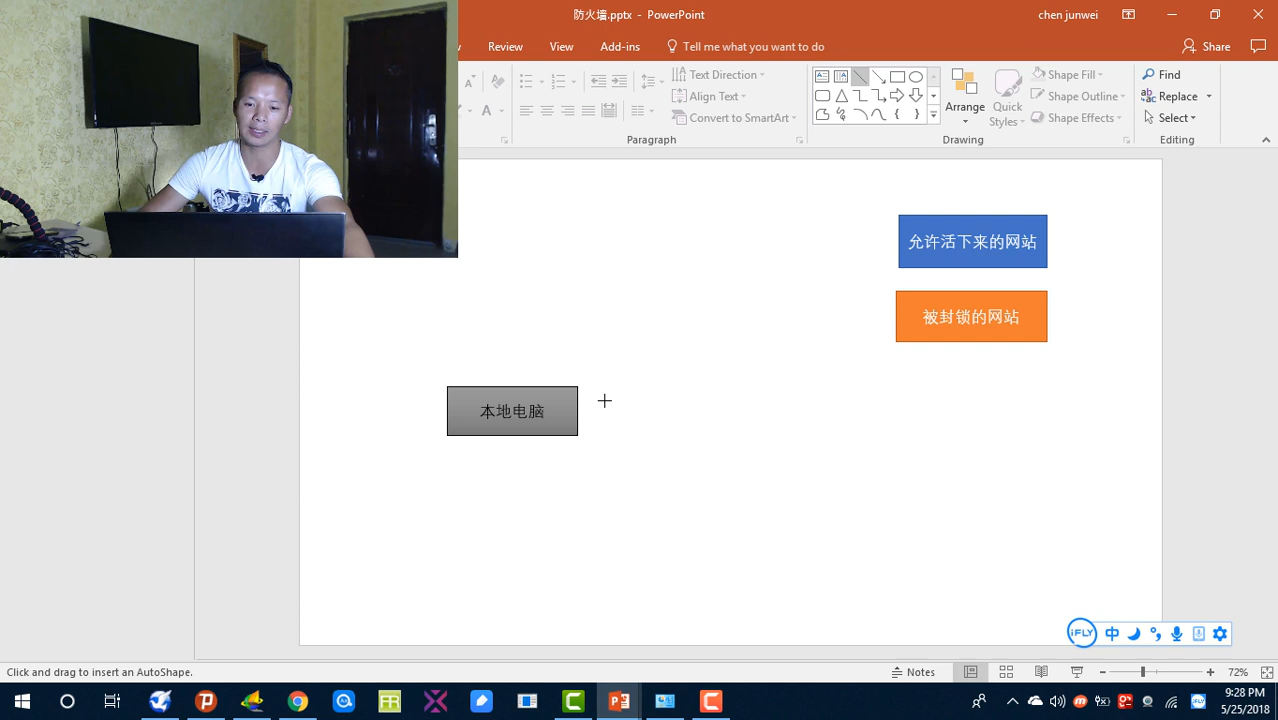 防火墙.pptx - PowerPoint
chen junwei
Review
View
Add-ins
Tell me what you want to do
Share
Text Direction
Align Text
Convert to SmartArt
Paragraph
Arrange
Quick Styles
Drawing
Shape Fill
Shape Outline
Shape Effects
Find
Replace
Select
Editing
允许活下来的网站
被封锁的网站
本地电脑
iFLY
中
Click and drag to insert an AutoShape.
Notes
72%
9:28 PM
5/25/2018